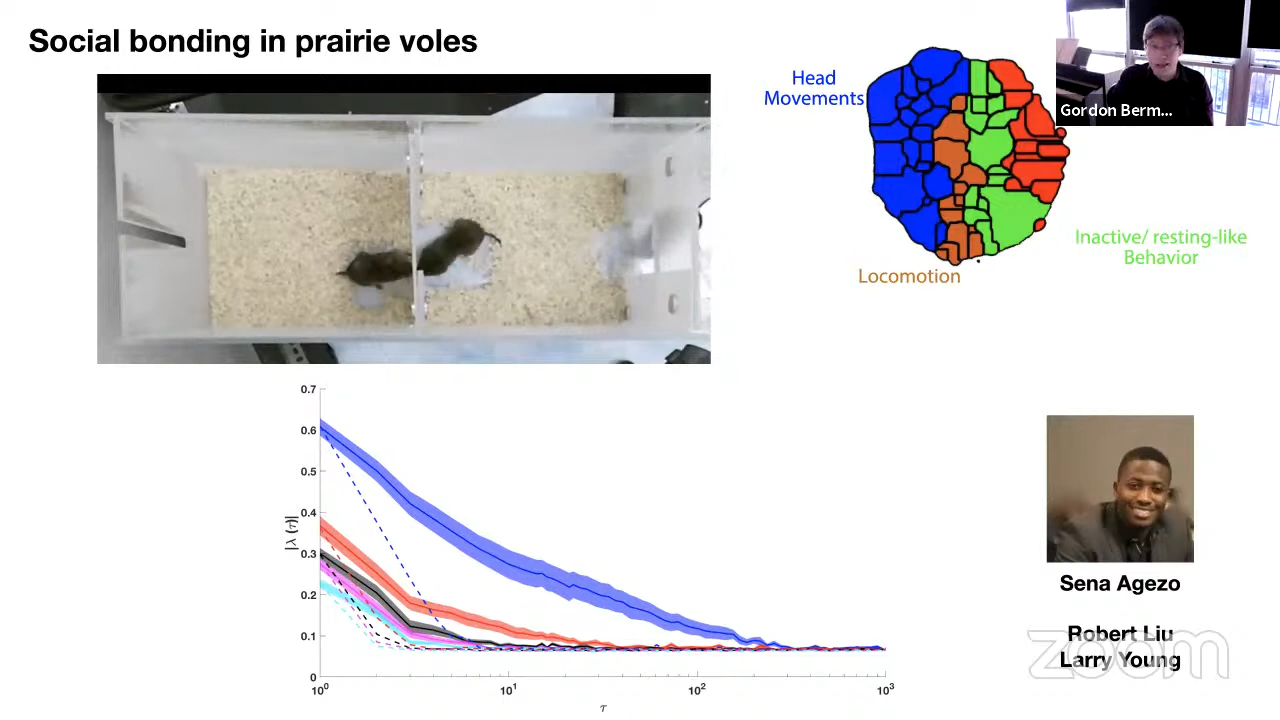 Social bonding in prairie voles
Head
Movements
Gordon Berm...
Inactive/ resting-like
Behavior
Locomotion
0.7
0.6
0.5
0.4
0.3
0.2
0.1
0
|λ (τ)|
10⁰
10¹
10²
10³
τ
Sena Agezo
Robert Liu
Larry Young
zoom